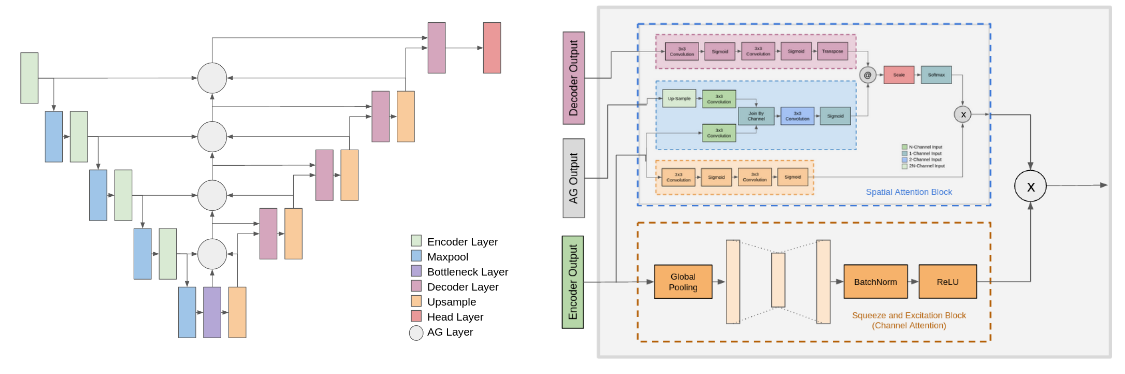 Encoder Layer
Maxpool
Bottleneck Layer
Decoder Layer
Upsample
Head Layer
AG Layer
Decoder Output
AG Output
Encoder Output
3x3
Convolution
Sigmoid
3x3
Convolution
Sigmoid
Transpose
@
Scale
Softmax
Up-Sample
3x3
Convolution
3x3
Convolution
Join By
Channel
3x3
Convolution
Sigmoid
X
N-Channel Input
1-Channel Input
2-Channel Input
2N-Channel Input
1x1
Convolution
Sigmoid
3x3
Convolution
Sigmoid
Spatial Attention Block
X
Global
Pooling
BatchNorm
ReLU
Squeeze and Excitation Block
(Channel Attention)